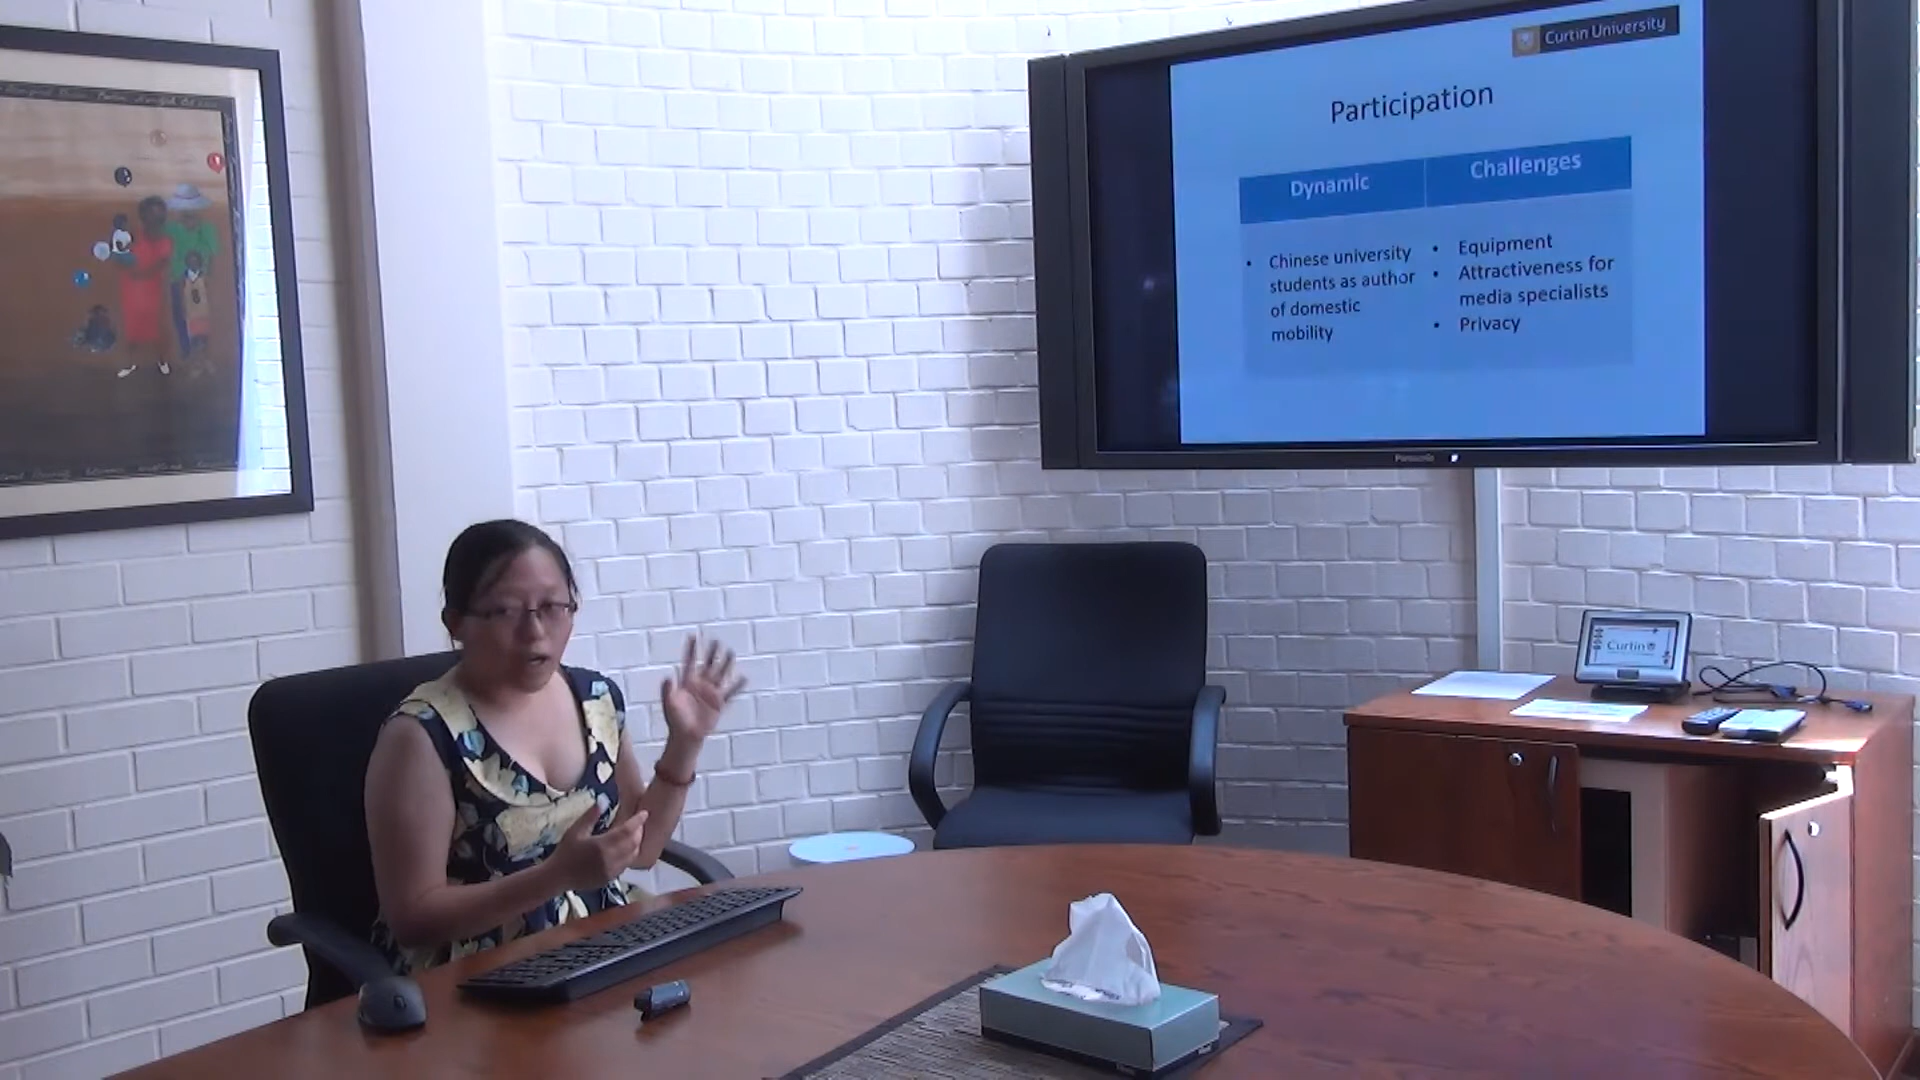 Curtin University
Participation
Dynamic
Challenges
• Chinese university
students as author
of domestic
mobility
• Equipment
• Attractiveness for
media specialists
• Privacy
Panasonic
Curtin